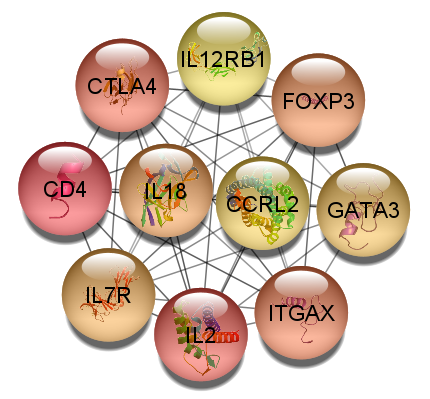 IL12RB1
CTLA4
FOXP3
CD4
IL18
CCRL2
GATA3
IL7R
ITGAX
IL2